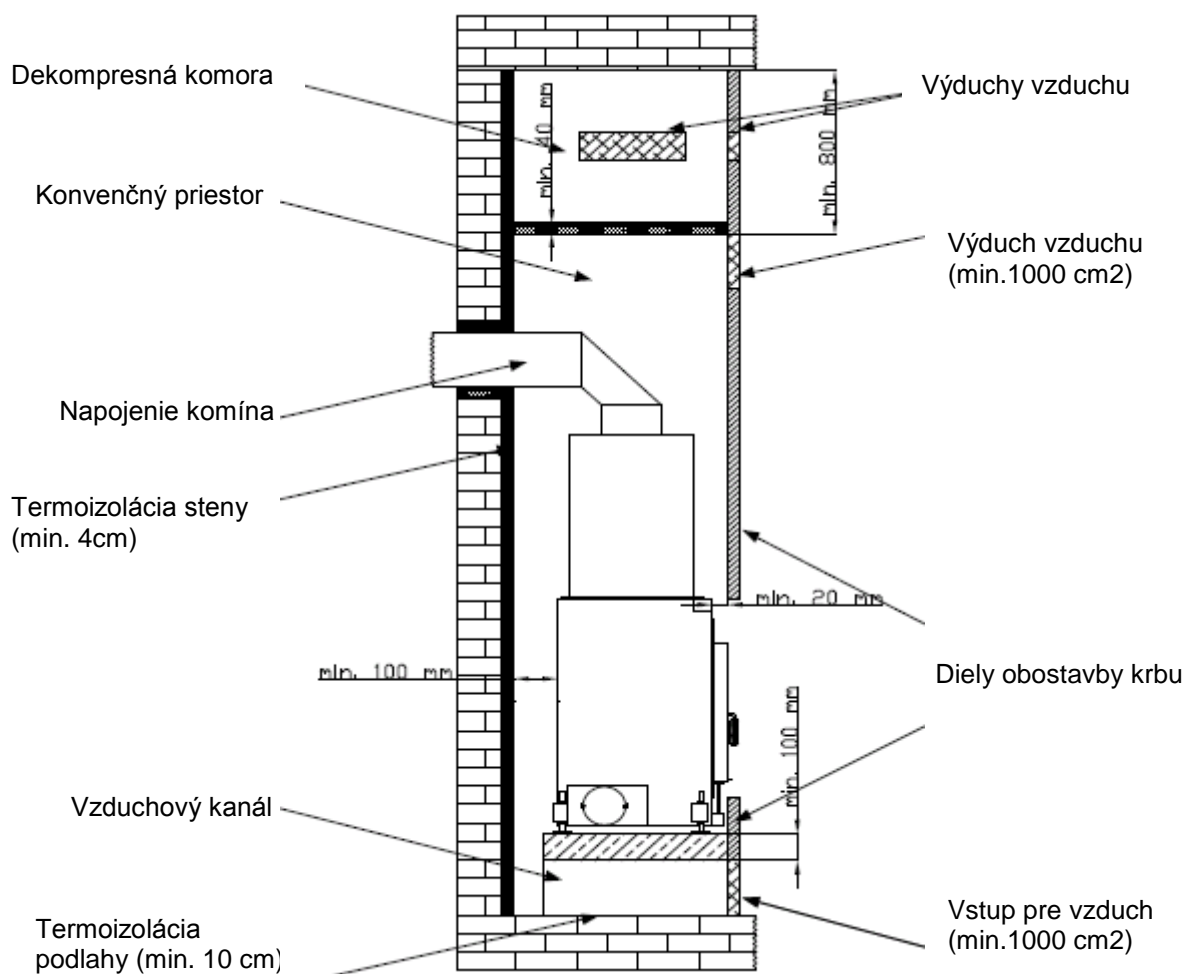 Dekompresná komora
Výduchy vzduchu
min. 40 mm
min. 800 mm
Konvenčný priestor
Výduch vzduchu
(min.1000 cm2)
Napojenie komína
Termoizolácia steny
(min. 4cm)
min. 20 mm
min. 100 mm
Diely obostavby krbu
min. 100 mm
Vzduchový kanál
Vstup pre vzduch
(min.1000 cm2)
Termoizolácia
podlahy (min. 10 cm)